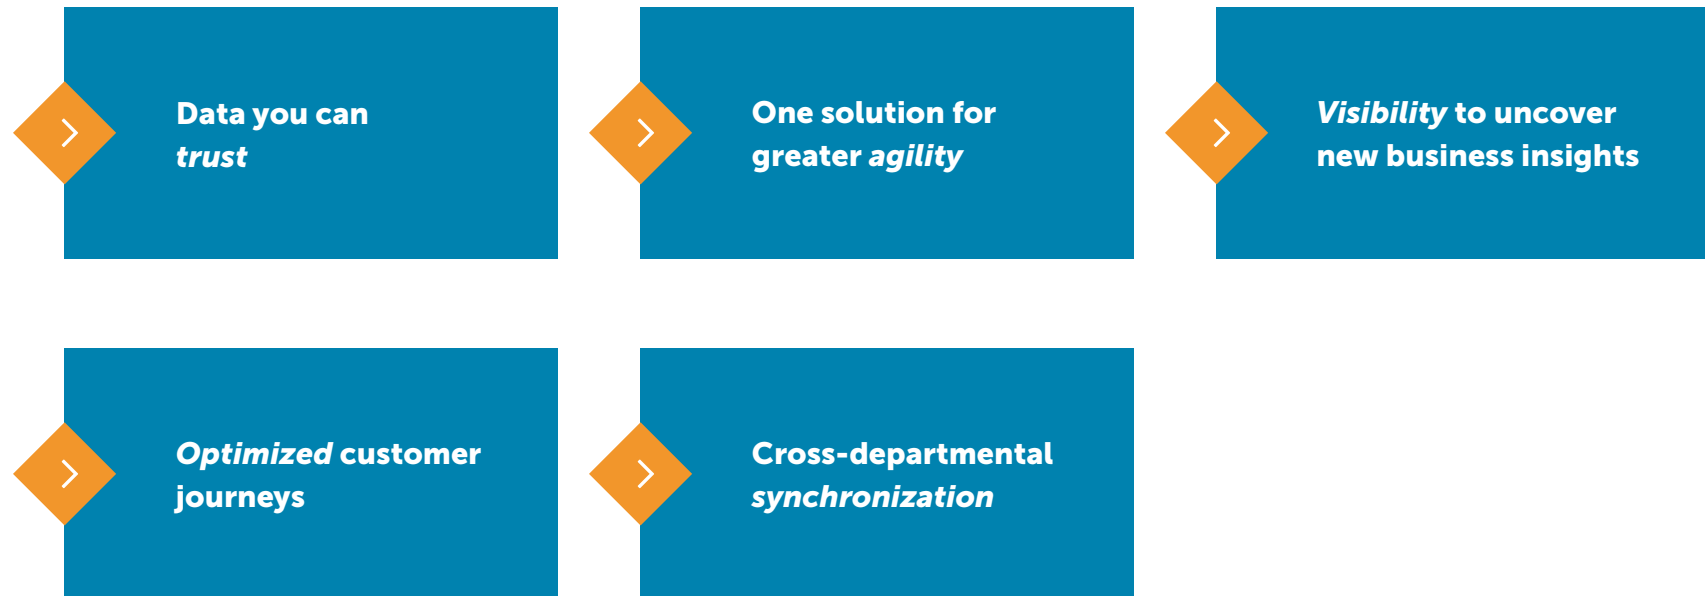 Data you can
trust
One solution for
greater agility
Visibility to uncover
new business insights
Optimized customer
journeys
Cross-departmental
synchronization